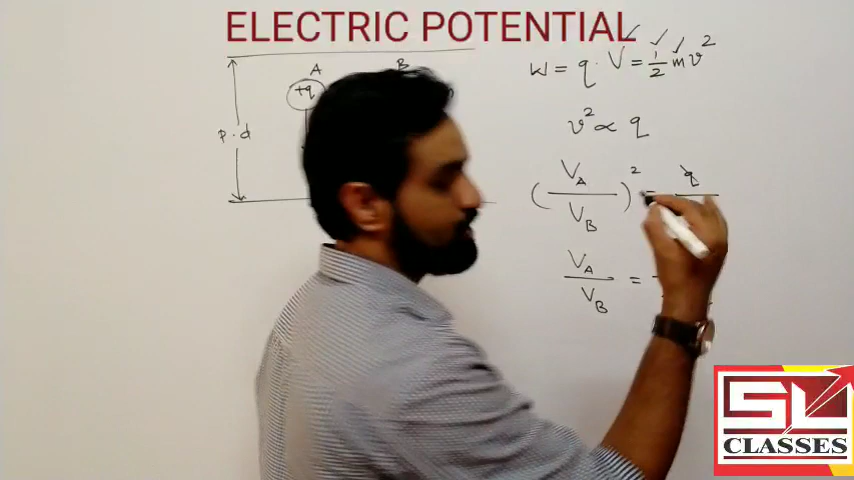 ELECTRIC POTENTIAL
A
B
+q
p.d
W = q . V = 1/2 mv²
v² ∝ q
(V_A / V_B)² = q
V_A / V_B =
SL
CLASSES